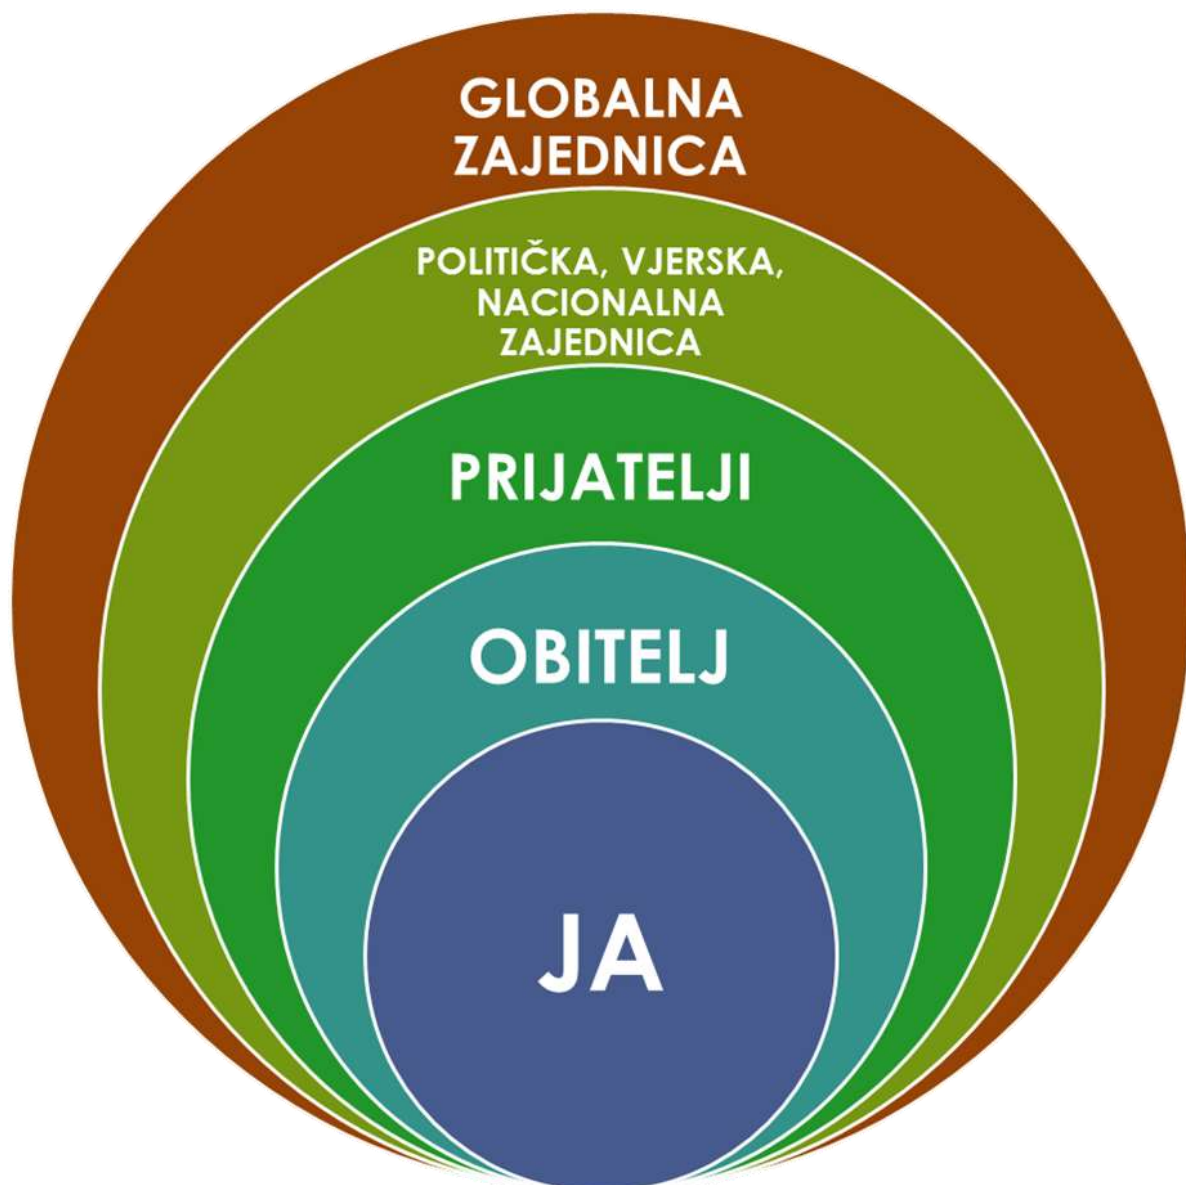 GLOBALNA
ZAJEDNICA
POLITIČKA, VJERSKA,
NACIONALNA
ZAJEDNICA
PRIJATELJI
OBITELJ
JA